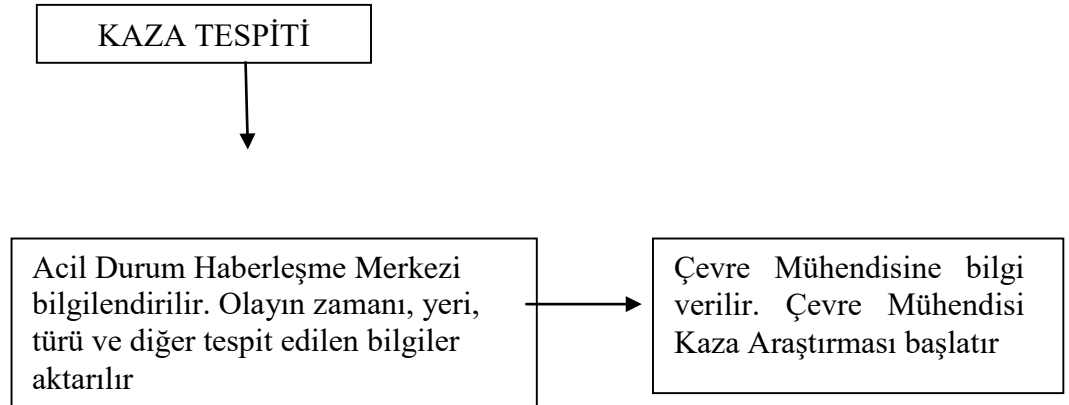 KAZA TESPİTİ
Acil Durum Haberleşme Merkezi
bilgilendirilir. Olayın zamanı, yeri,
türü ve diğer tespit edilen bilgiler
aktarılır
Çevre Mühendisine bilgi
verilir. Çevre Mühendisi
Kaza Araştırması başlatır